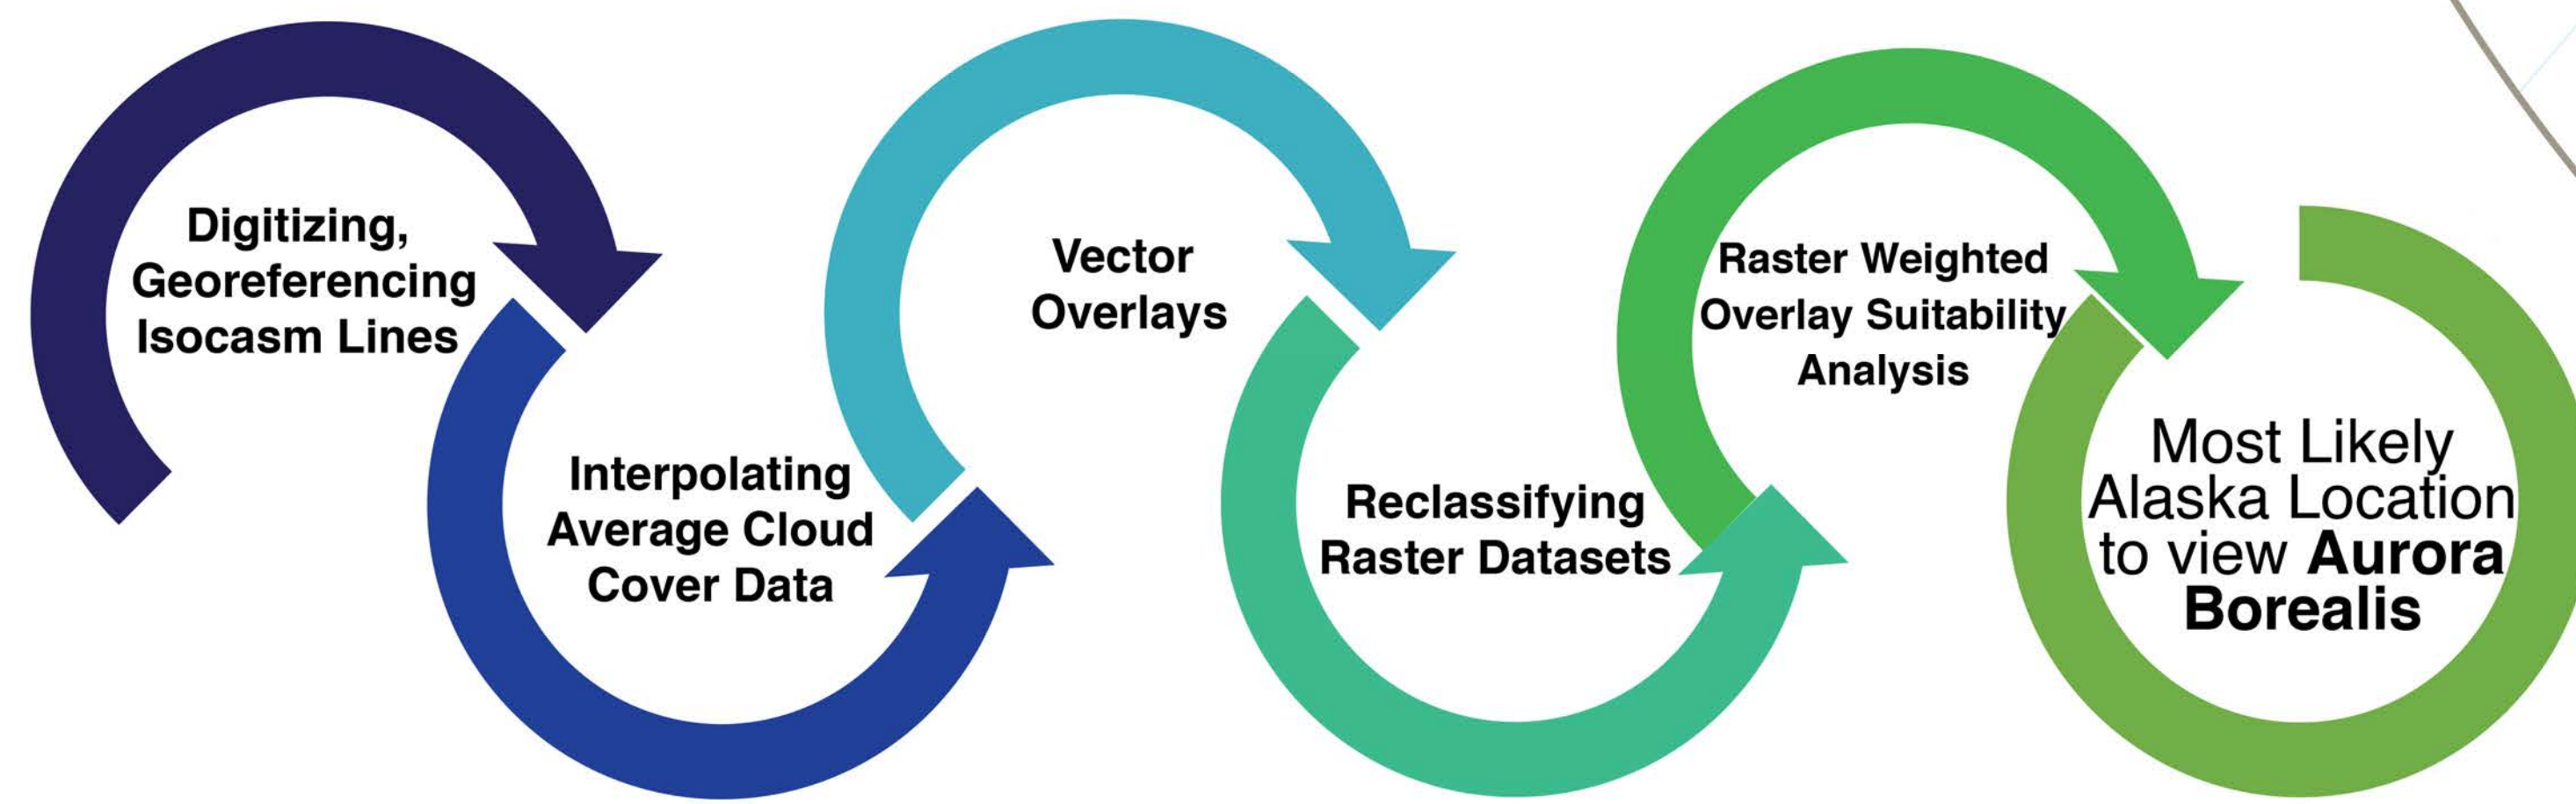 Digitizing,
Georeferencing
Isocasm Lines
Interpolating
Average Cloud
Cover Data
Vector
Overlays
Reclassifying
Raster Datasets
Raster Weighted
Overlay Suitability
Analysis
Most Likely
Alaska Location
to view Aurora
Borealis